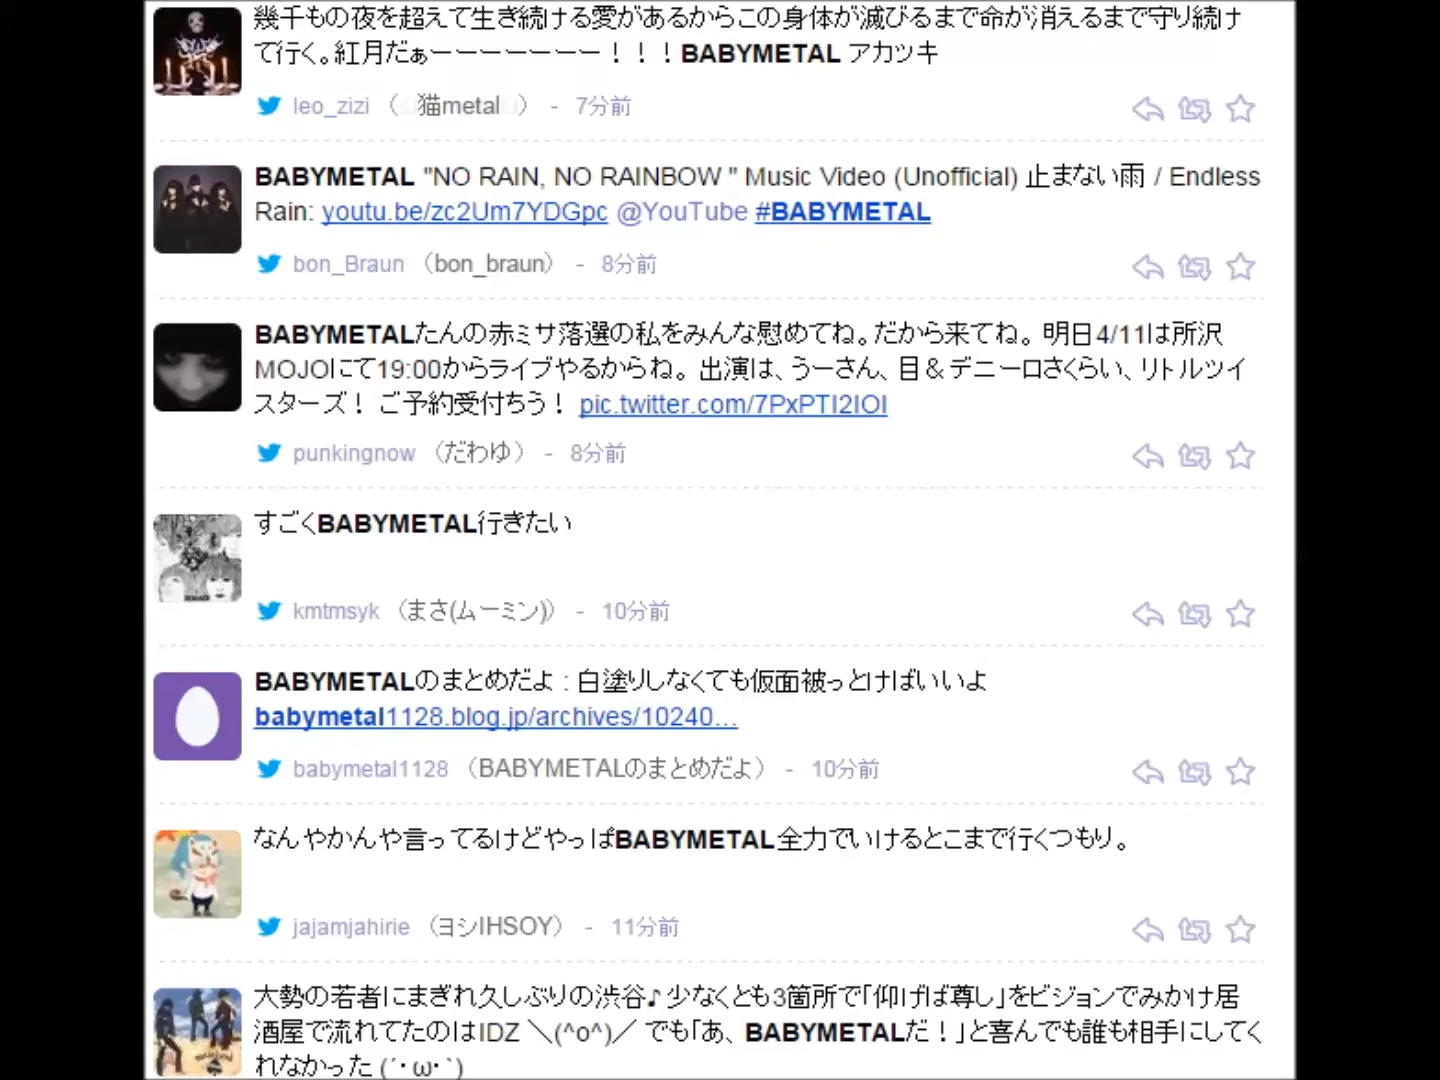 幾千もの夜を超えて生き続ける愛があるからこの身体が滅びるまで命が消えるまで守り続け
て行く。紅月だぁーーーーーーー！！！BABYMETAL アカツキ
leo_zizi （ 猫metal ） - 7分前
BABYMETAL "NO RAIN, NO RAINBOW " Music Video (Unofficial) 止まない雨 / Endless
Rain: youtu.be/zc2Um7YDGpc @YouTube #BABYMETAL
bon_Braun （bon_braun） - 8分前
BABYMETALたんの赤ミサ落選の私をみんな慰めてね。だから来てね。明日4/11は所沢
MOJOにて19:00からライブやるからね。出演は、うーさん、目＆デニーロさくらい、リトルツイ
スターズ！ ご予約受付ちう！ pic.twitter.com/7PxPTI2IOI
punkingnow （だわゆ） - 8分前
すごくBABYMETAL行きたい
kmtmsyk （まさ(ムーミン)） - 10分前
BABYMETALのまとめだよ : 白塗りしなくても仮面被っとけばいいよ
babymetal1128.blog.jp/archives/10240…
babymetal1128 （BABYMETALのまとめだよ） - 10分前
なんやかんや言ってるけどやっぱBABYMETAL全力でいけるとこまで行くつもり。
jajamjahirie （ヨシIHSOY） - 11分前
大勢の若者にまぎれ久しぶりの渋谷♪少なくとも3箇所で「仰げば尊し」をビジョンでみかけ居
酒屋で流れてたのはIDZ ＼(^o^)／ でも「あ、BABYMETALだ！」と喜んでも誰も相手にしてく
れなかった (´・ω・`)